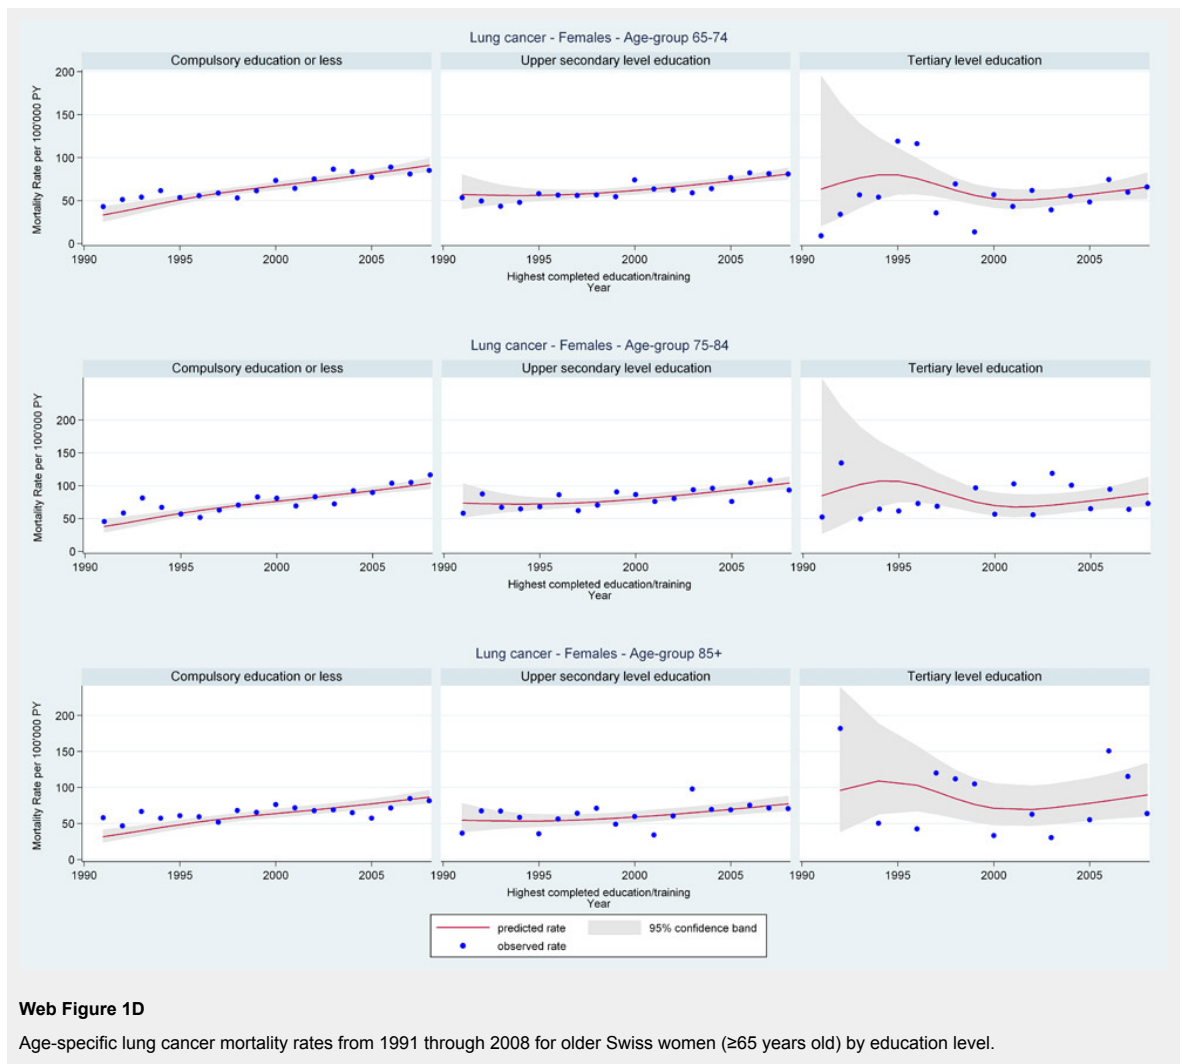 Lung cancer - Females - Age-group 65-74
Compulsory education or less
Upper secondary level education
Tertiary level education
Mortality Rate per 100'000 PY
200
150
100
50
0
1990 1995 2000 2005 1990 1995 2000 2005 1990 1995 2000 2005
Highest completed education/training
Year
Lung cancer - Females - Age-group 75-84
Compulsory education or less
Upper secondary level education
Tertiary level education
Mortality Rate per 100'000 PY
200
150
100
50
0
1990 1995 2000 2005 1990 1995 2000 2005 1990 1995 2000 2005
Highest completed education/training
Year
Lung cancer - Females - Age-group 85+
Compulsory education or less
Upper secondary level education
Tertiary level education
Mortality Rate per 100'000 PY
200
150
100
50
0
1990 1995 2000 2005 1990 1995 2000 2005 1990 1995 2000 2005
Highest completed education/training
Year
predicted rate 95% confidence band
observed rate
Web Figure 1D
Age-specific lung cancer mortality rates from 1991 through 2008 for older Swiss women (≥65 years old) by education level.